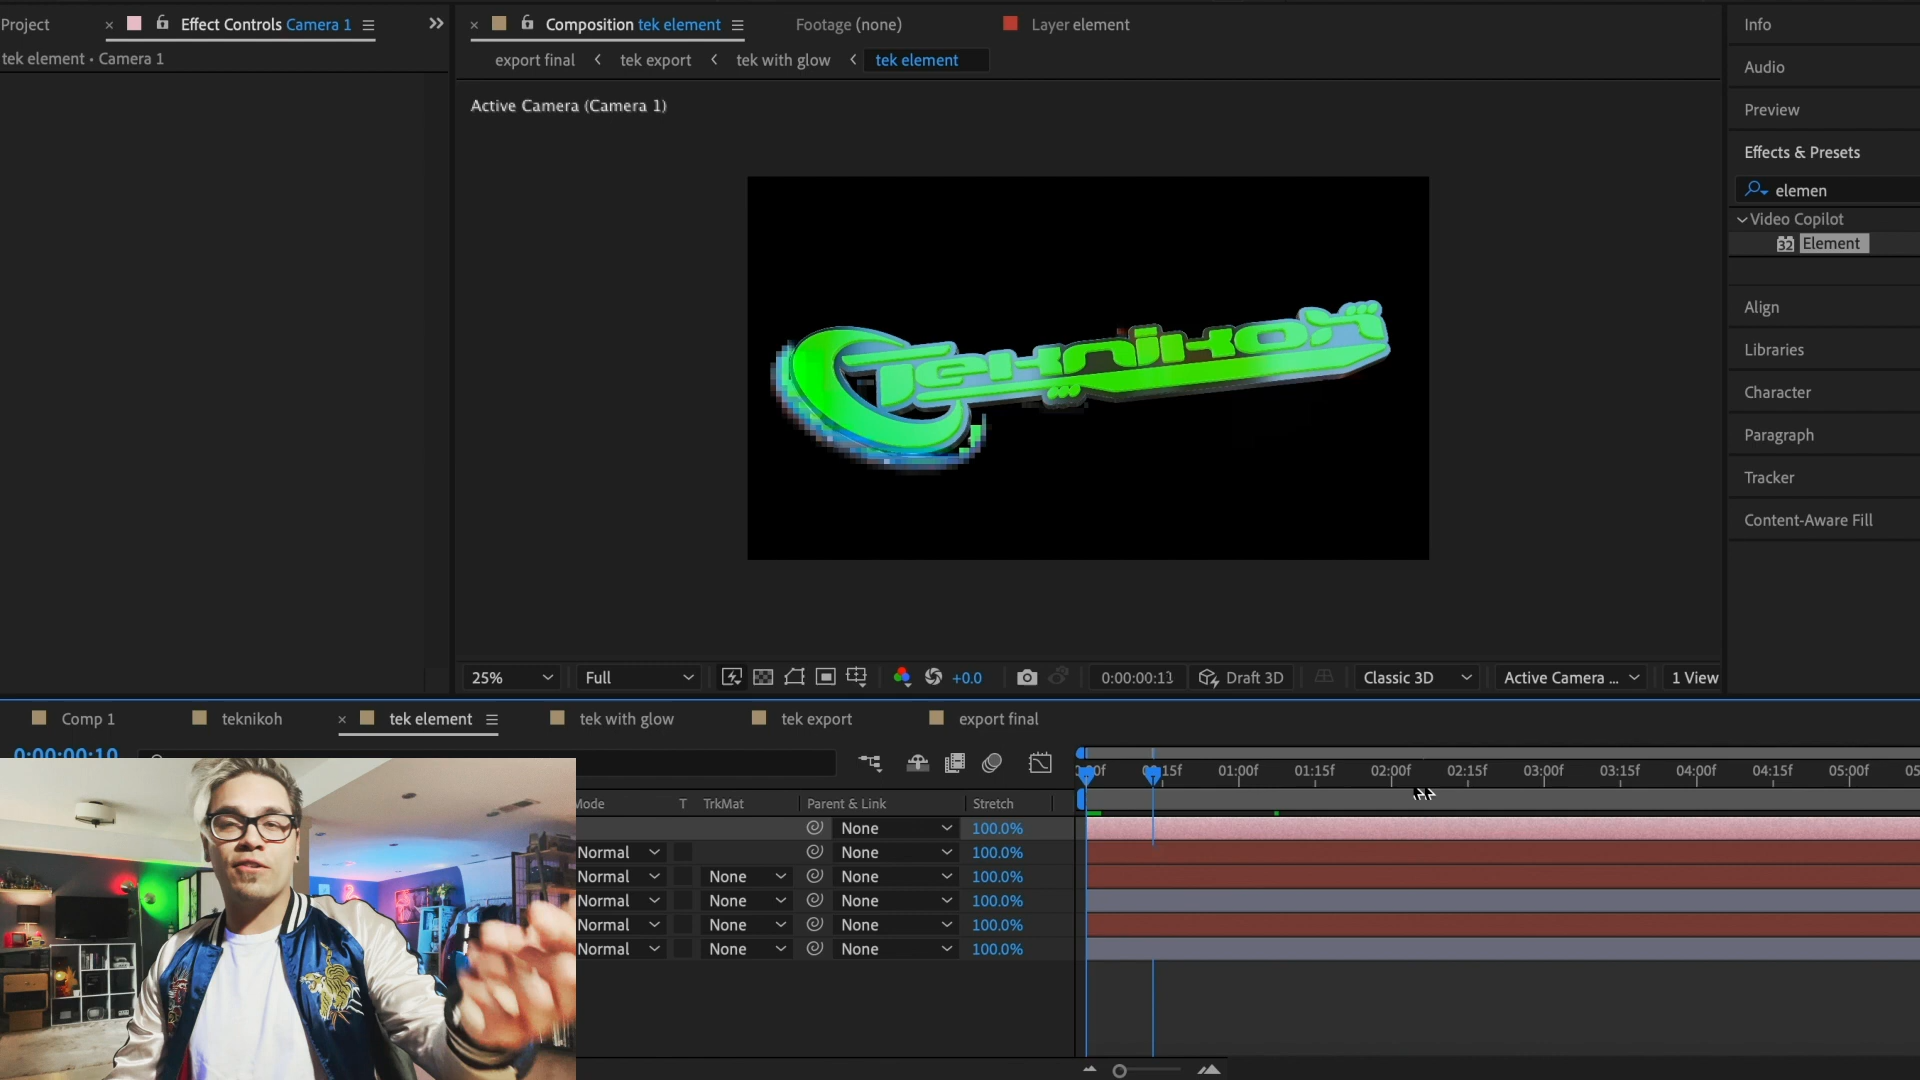 Project
Effect Controls Camera 1
tek element • Camera 1
Composition tek element
Footage (none)
Layer element
export final
tek export
tek with glow
tek element
Active Camera (Camera 1)
Teknikoh
Info
Audio
Preview
Effects & Presets
elemen
Video Copilot
32 Element
Align
Libraries
Character
Paragraph
Tracker
Content-Aware Fill
25%
Full
+0.0
0:00:00:11
Draft 3D
Classic 3D
Active Camera ...
1 View
Comp 1
teknikoh
tek element
tek with glow
tek export
export final
0:00:00:10
01:00f 01:15f 02:00f 02:15f 03:00f 03:15f 04:00f 04:15f 05:00f 05
Mode T TrkMat Parent & Link Stretch
None 100.0%
Normal None 100.0%
Normal None None 100.0%
Normal None None 100.0%
Normal None None 100.0%
Normal None None 100.0%